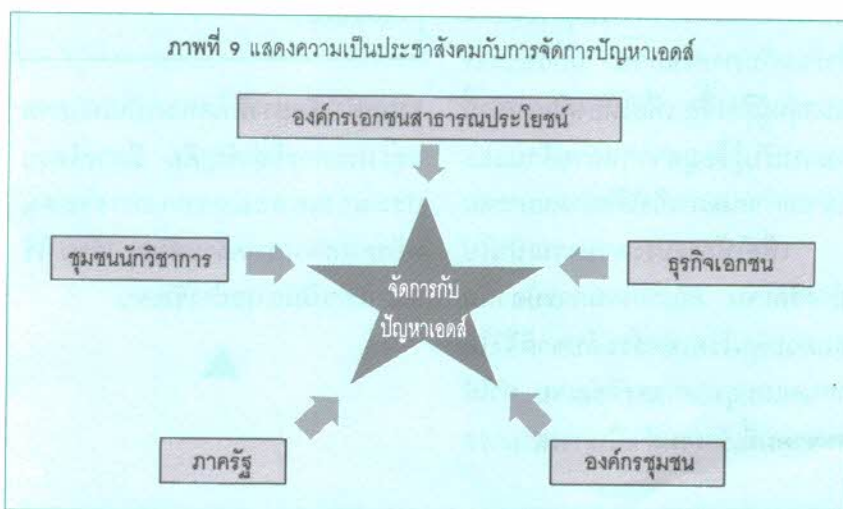 ภาพที่ 9 แสดงความเป็นประชาสังคมกับการจัดการปัญหาเอดส์
องค์กรเอกชนสาธารณประโยชน์
ชุมชนนักวิชาการ
ธุรกิจเอกชน
จัดการกับ
ปัญหาเอดส์
ภาครัฐ
องค์กรชุมชน